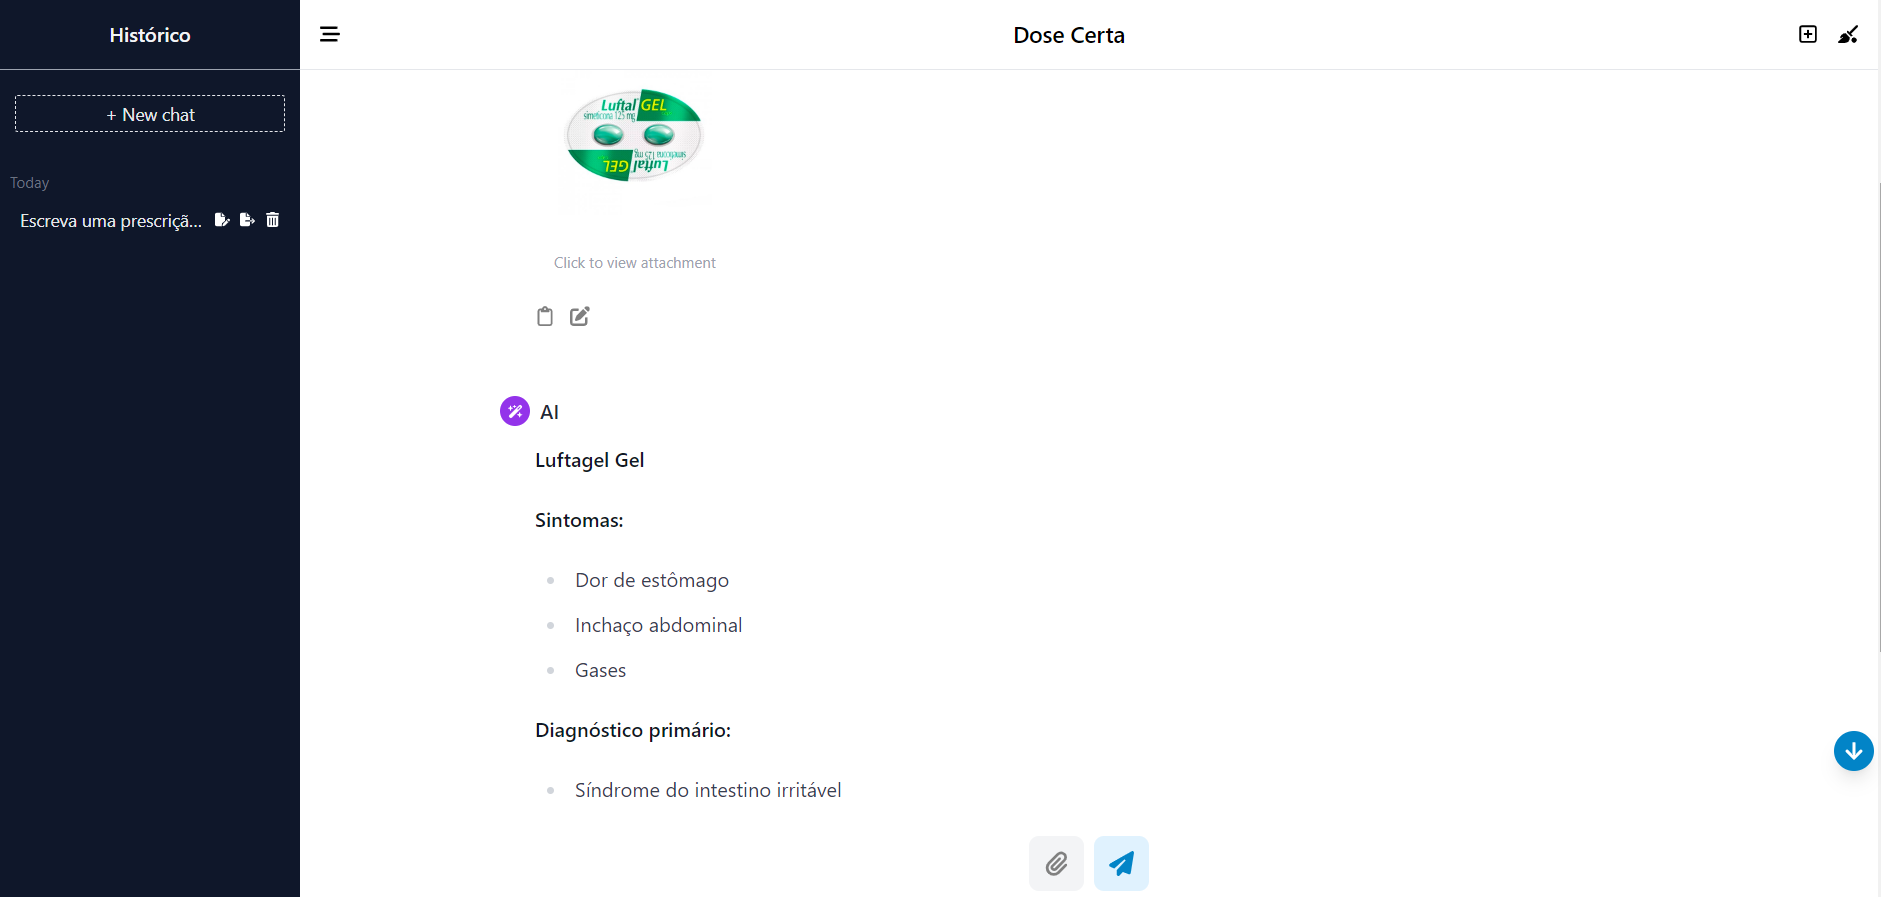 Histórico
+ New chat
Today
Escreva uma prescriçã...
Dose Certa
Luftal GEL
simeticona 125 mg
simeticona 125 mg
Luftal GEL
Click to view attachment
AI
Luftagel Gel
Sintomas:
Dor de estômago
Inchaço abdominal
Gases
Diagnóstico primário:
Síndrome do intestino irritável